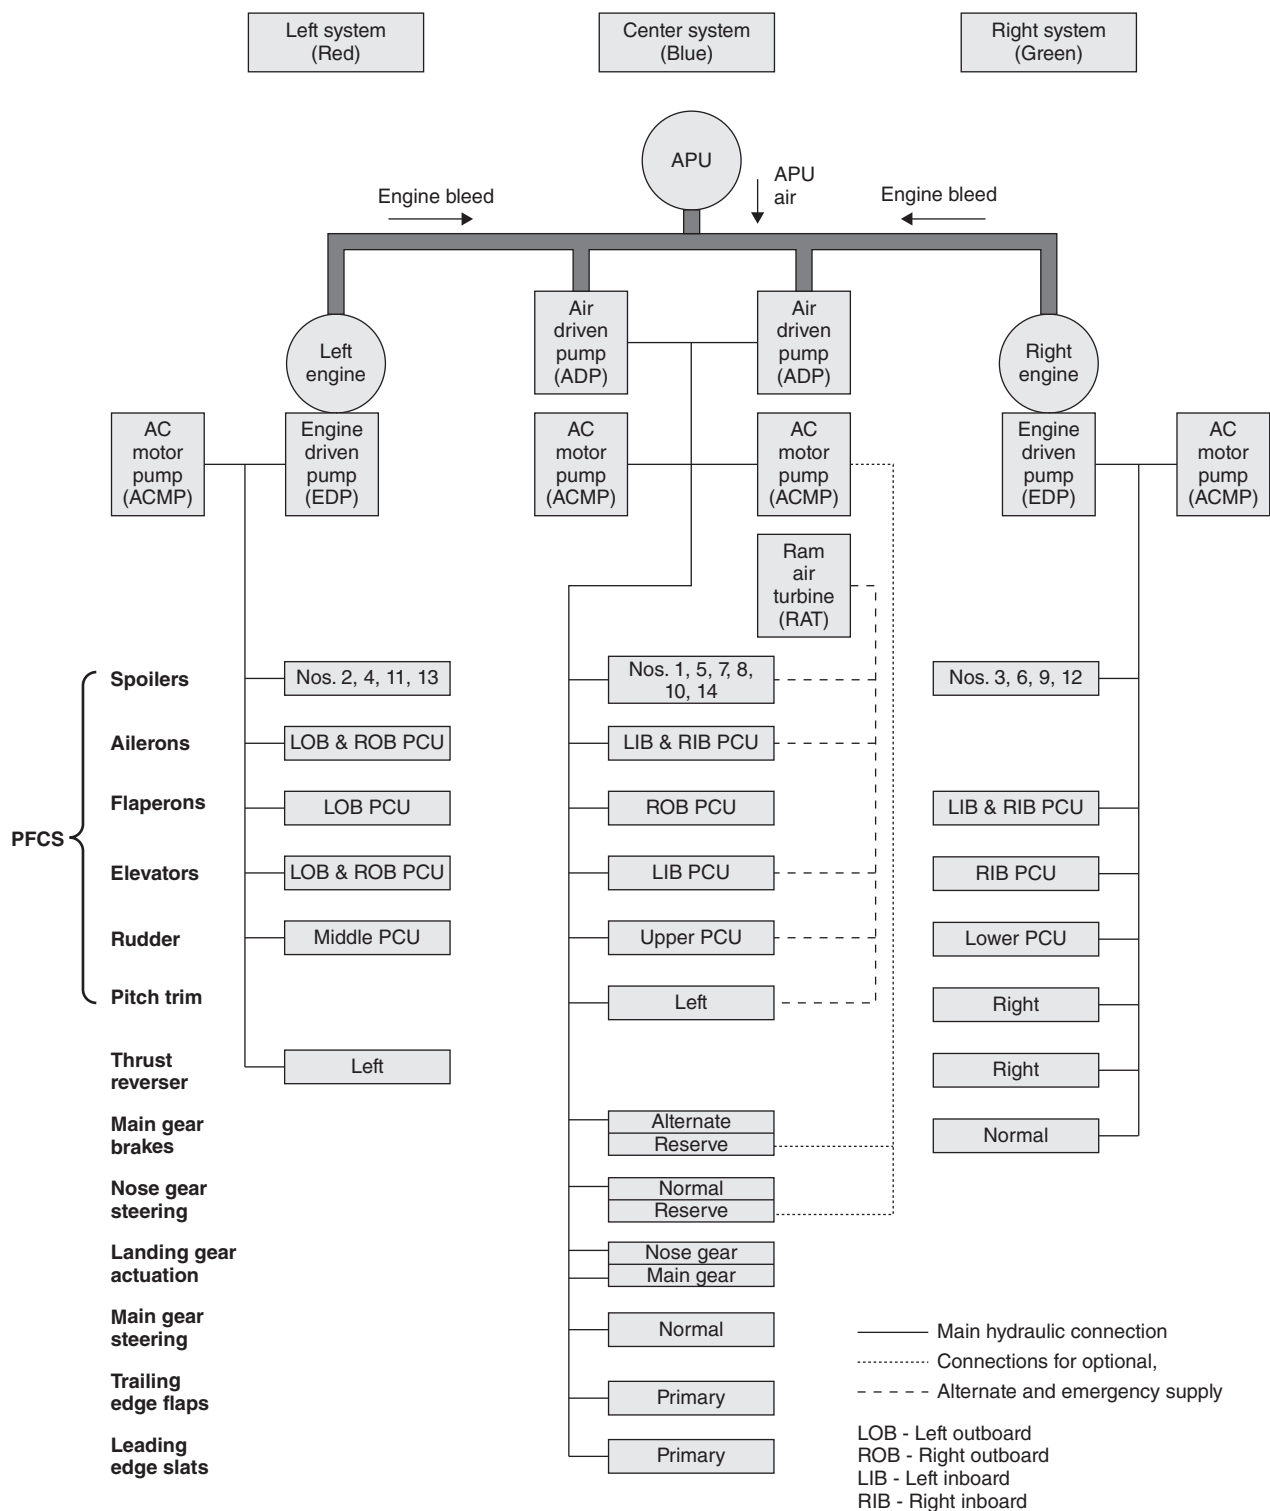 Left system
(Red)
Center system
(Blue)
Right system
(Green)
APU
APU
air
Engine bleed
Engine bleed
Air
driven
pump
(ADP)
Air
driven
pump
(ADP)
Left
engine
Right
engine
AC
motor
pump
(ACMP)
Engine
driven
pump
(EDP)
AC
motor
pump
(ACMP)
AC
motor
pump
(ACMP)
Engine
driven
pump
(EDP)
AC
motor
pump
(ACMP)
Ram
air
turbine
(RAT)
PFCS
Spoilers
Nos. 2, 4, 11, 13
Nos. 1, 5, 7, 8,
10, 14
Nos. 3, 6, 9, 12
Ailerons
LOB & ROB PCU
LIB & RIB PCU
Flaperons
LOB PCU
ROB PCU
LIB & RIB PCU
Elevators
LOB & ROB PCU
LIB PCU
RIB PCU
Rudder
Middle PCU
Upper PCU
Lower PCU
Pitch trim
Left
Right
Thrust
reverser
Left
Right
Main gear
brakes
Alternate
Reserve
Normal
Nose gear
steering
Normal
Reserve
Landing gear
actuation
Nose gear
Main gear
Main gear
steering
Normal
Trailing
edge flaps
Primary
Leading
edge slats
Primary
Main hydraulic connection
Connections for optional,
Alternate and emergency supply
LOB - Left outboard
ROB - Right outboard
LIB - Left inboard
RIB - Right inboard